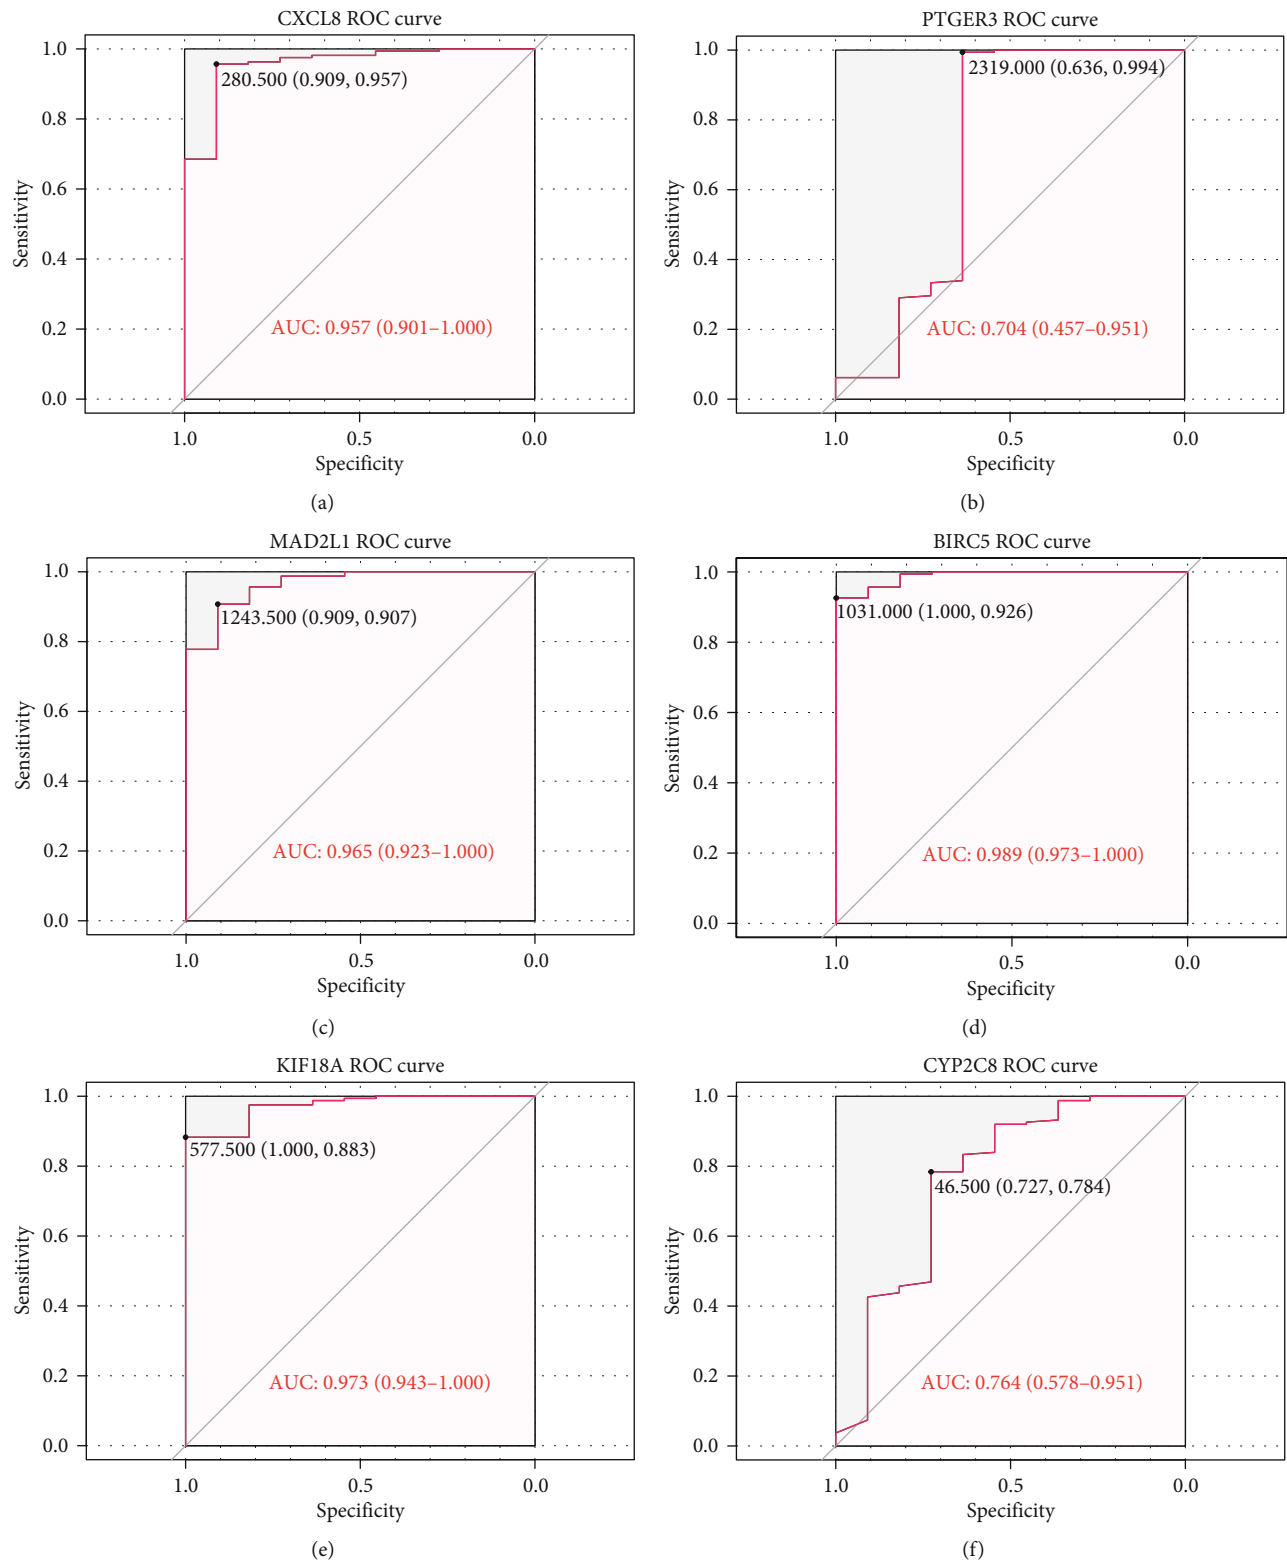 CXCL8 ROC curve
1.0
0.8
0.6
0.4
0.2
0.0
Sensitivity
280.500 (0.909, 0.957)
AUC: 0.957 (0.901–1.000)
1.0 0.5 0.0
Specificity
(a)
PTGER3 ROC curve
1.0
0.8
0.6
0.4
0.2
0.0
Sensitivity
2319.000 (0.636, 0.994)
AUC: 0.704 (0.457–0.951)
1.0 0.5 0.0
Specificity
(b)
MAD2L1 ROC curve
1.0
0.8
0.6
0.4
0.2
0.0
Sensitivity
1243.500 (0.909, 0.907)
AUC: 0.965 (0.923–1.000)
1.0 0.5 0.0
Specificity
(c)
BIRC5 ROC curve
1.0
0.8
0.6
0.4
0.2
0.0
Sensitivity
1031.000 (1.000, 0.926)
AUC: 0.989 (0.973–1.000)
1.0 0.5 0.0
Specificity
(d)
KIF18A ROC curve
1.0
0.8
0.6
0.4
0.2
0.0
Sensitivity
577.500 (1.000, 0.883)
AUC: 0.973 (0.943–1.000)
1.0 0.5 0.0
Specificity
(e)
CYP2C8 ROC curve
1.0
0.8
0.6
0.4
0.2
0.0
Sensitivity
46.500 (0.727, 0.784)
AUC: 0.764 (0.578–0.951)
1.0 0.5 0.0
Specificity
(f)